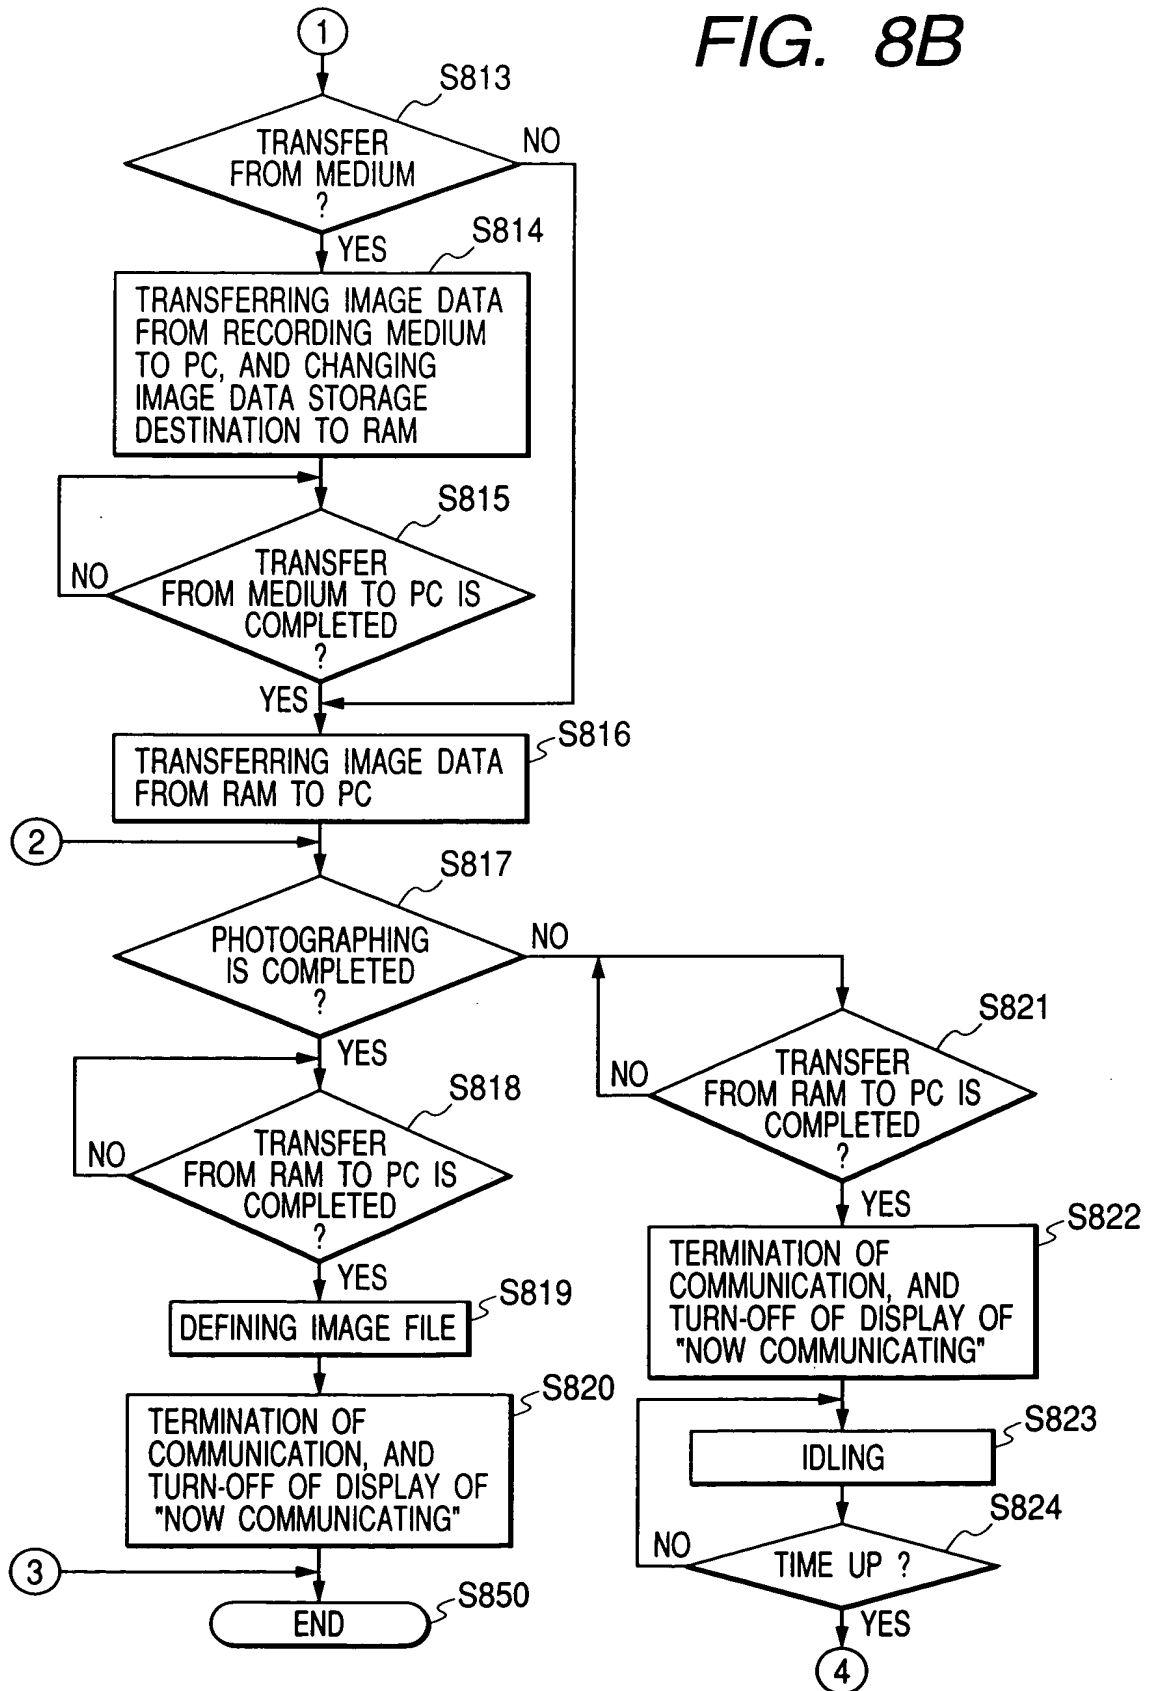 FIG. 8B
1
S813
TRANSFER
FROM MEDIUM
?
NO
YES
S814
TRANSFERRING IMAGE DATA
FROM RECORDING MEDIUM
TO PC, AND CHANGING
IMAGE DATA STORAGE
DESTINATION TO RAM
S815
TRANSFER
FROM MEDIUM TO PC IS
COMPLETED
?
NO
YES
S816
TRANSFERRING IMAGE DATA
FROM RAM TO PC
2
S817
PHOTOGRAPHING
IS COMPLETED
?
NO
YES
S818
TRANSFER
FROM RAM TO PC IS
COMPLETED
?
NO
YES
S819
DEFINING IMAGE FILE
S820
TERMINATION OF
COMMUNICATION, AND
TURN-OFF OF DISPLAY OF
"NOW COMMUNICATING"
3
S850
END
S821
TRANSFER
FROM RAM TO PC IS
COMPLETED
?
NO
YES
S822
TERMINATION OF
COMMUNICATION, AND
TURN-OFF OF DISPLAY OF
"NOW COMMUNICATING"
S823
IDLING
S824
TIME UP ?
NO
YES
4